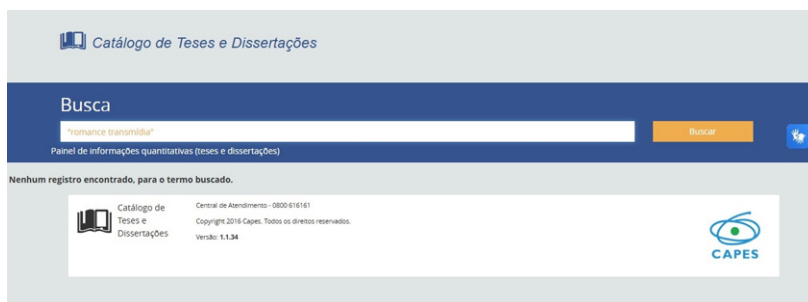 Catálogo de Teses e Dissertações
Busca
"romance transmídia"
Buscar
Painel de informações quantitativas (teses e dissertações)
Nenhum registro encontrado, para o termo buscado.
Catálogo de
Teses e
Dissertações
Central de Atendimento - 0800 616161
Copyright 2016 Capes. Todos os direitos reservados.
Versão: 1.1.34
CAPES